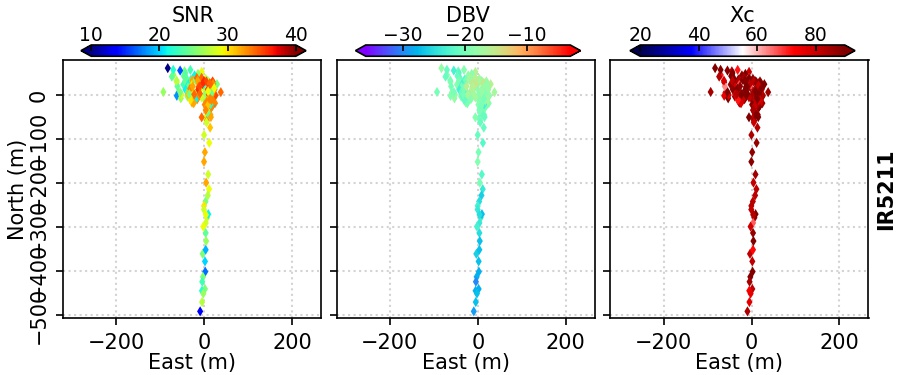 SNR DBV Xc
10 20 30 40 −30 −20 −10 20 40 60 80
North (m)
0
−100
−200
−300
−400
−500
−200 0 200 −200 0 200 −200 0 200
East (m) East (m) East (m)
IR5211